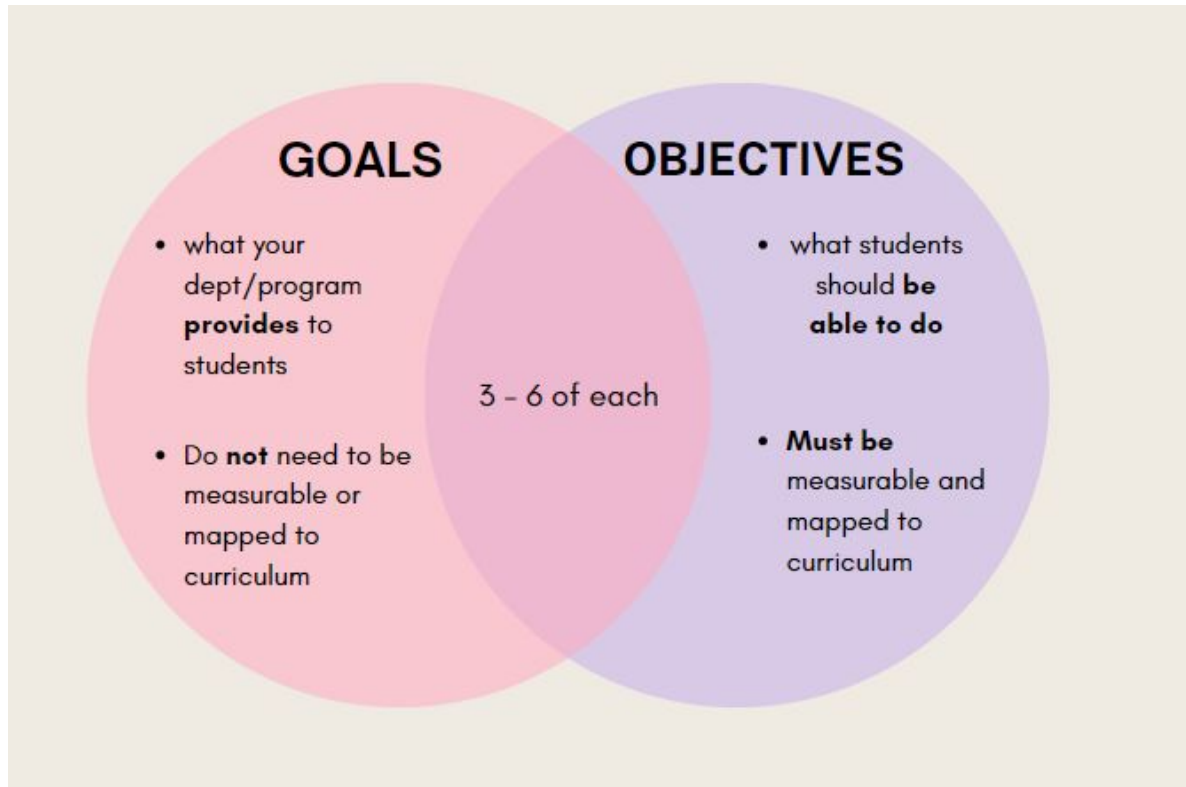 GOALS
• what your
dept/program
provides to
students
• Do not need to be
measurable or
mapped to
curriculum
3 - 6 of each
OBJECTIVES
• what students
should be
able to do
• Must be
measurable and
mapped to
curriculum